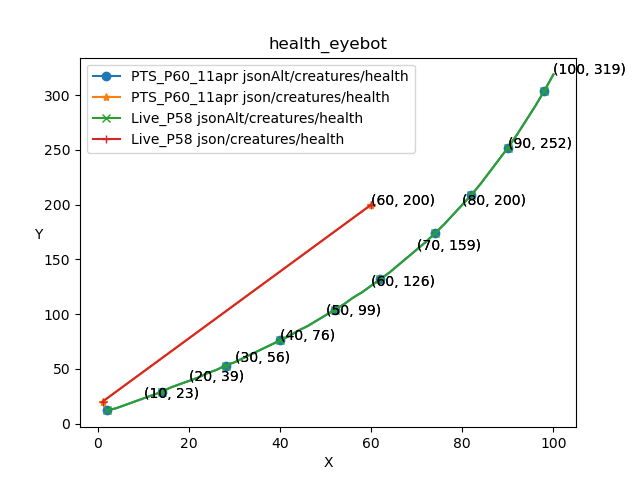 health_eyebot
PTS_P60_11apr jsonAlt/creatures/health
PTS_P60_11apr json/creatures/health
Live_P58 jsonAlt/creatures/health
Live_P58 json/creatures/health
(100, 319)
(90, 252)
(60, 200)
(80, 200)
(70, 159)
(60, 126)
(50, 99)
(40, 76)
(30, 56)
(20, 39)
(10, 23)
300
250
200
150
100
50
0
Y
0 20 40 60 80 100
X